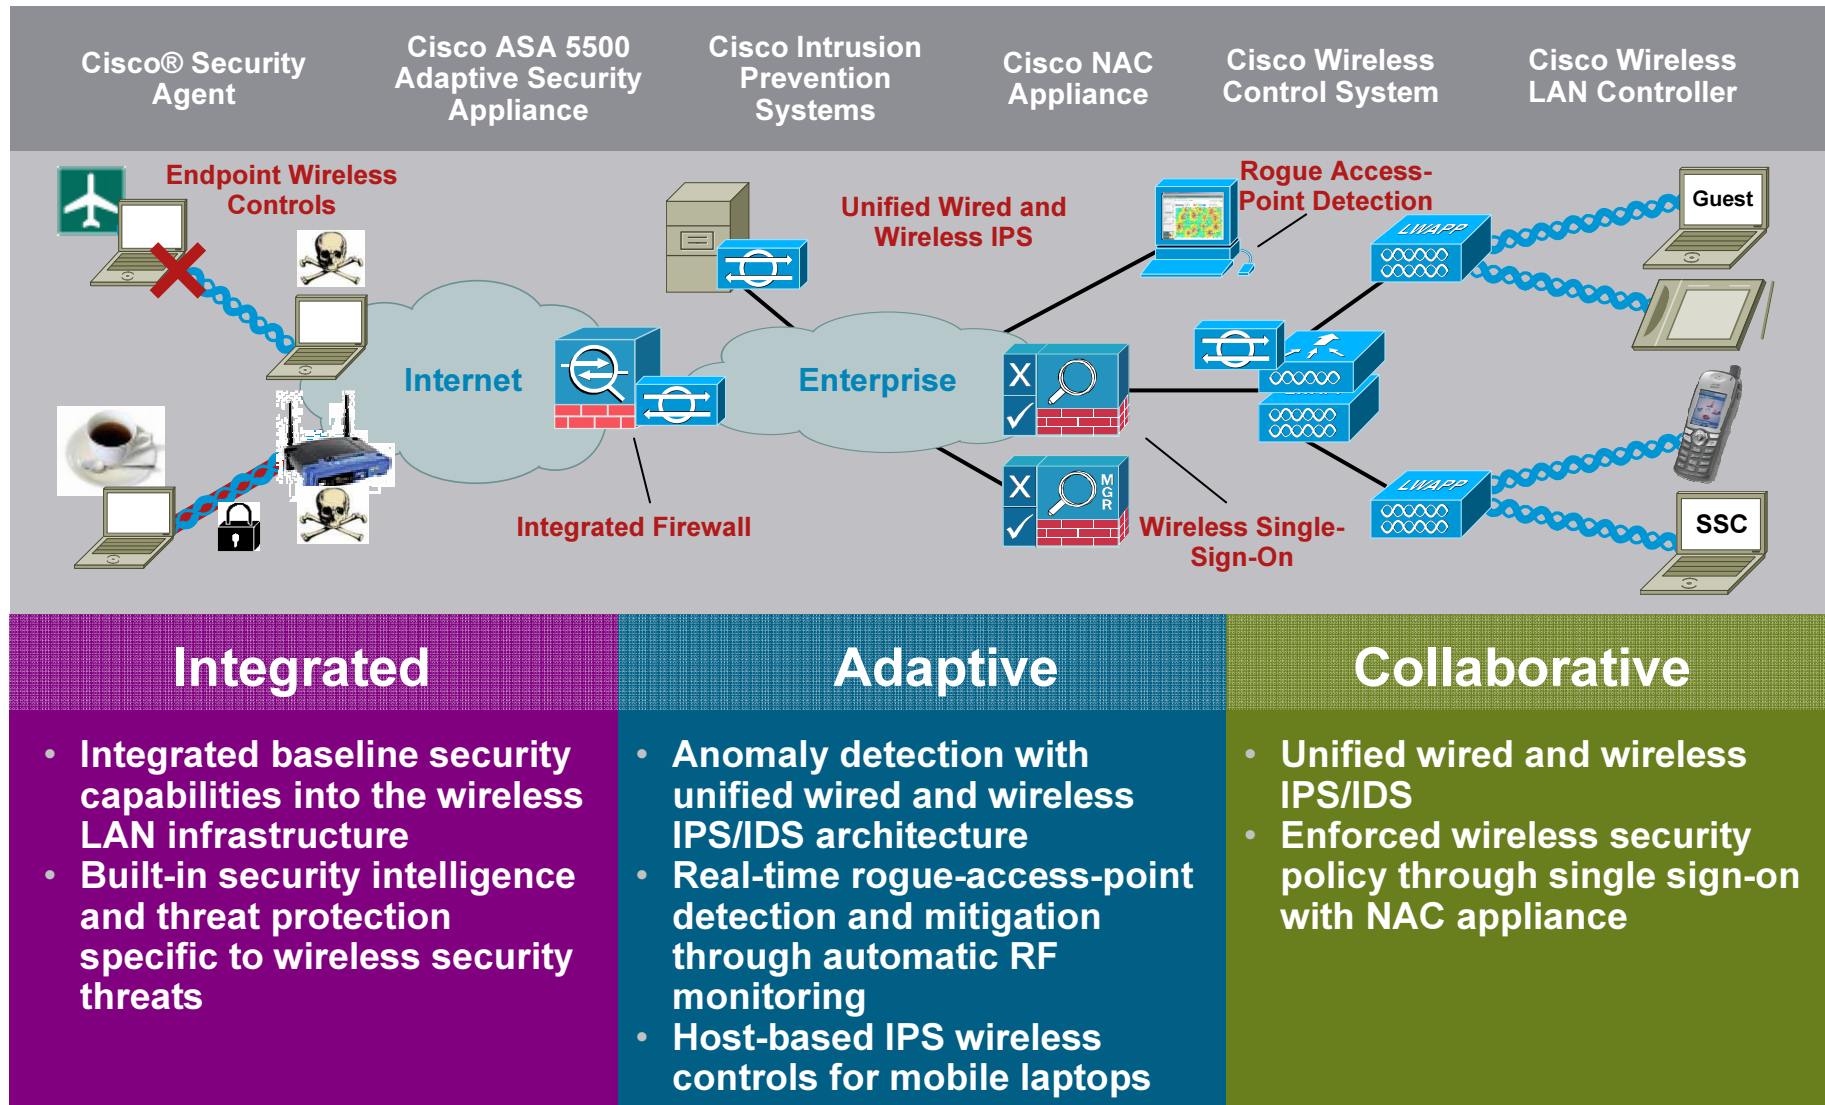 Cisco® Security
Agent
Cisco ASA 5500
Adaptive Security
Appliance
Cisco Intrusion
Prevention
Systems
Cisco NAC
Appliance
Cisco Wireless
Control System
Cisco Wireless
LAN Controller
Endpoint Wireless
Controls
Unified Wired and
Wireless IPS
Rogue Access-
Point Detection
LWAPP
Guest
Internet
Enterprise
X
MGR
X
LWAPP
SSC
Integrated Firewall
Wireless Single-
Sign-On
Integrated
• Integrated baseline security
capabilities into the wireless
LAN infrastructure
• Built-in security intelligence
and threat protection
specific to wireless security
threats
Adaptive
• Anomaly detection with
unified wired and wireless
IPS/IDS architecture
• Real-time rogue-access-point
detection and mitigation
through automatic RF
monitoring
• Host-based IPS wireless
controls for mobile laptops
Collaborative
• Unified wired and wireless
IPS/IDS
• Enforced wireless security
policy through single sign-on
with NAC appliance